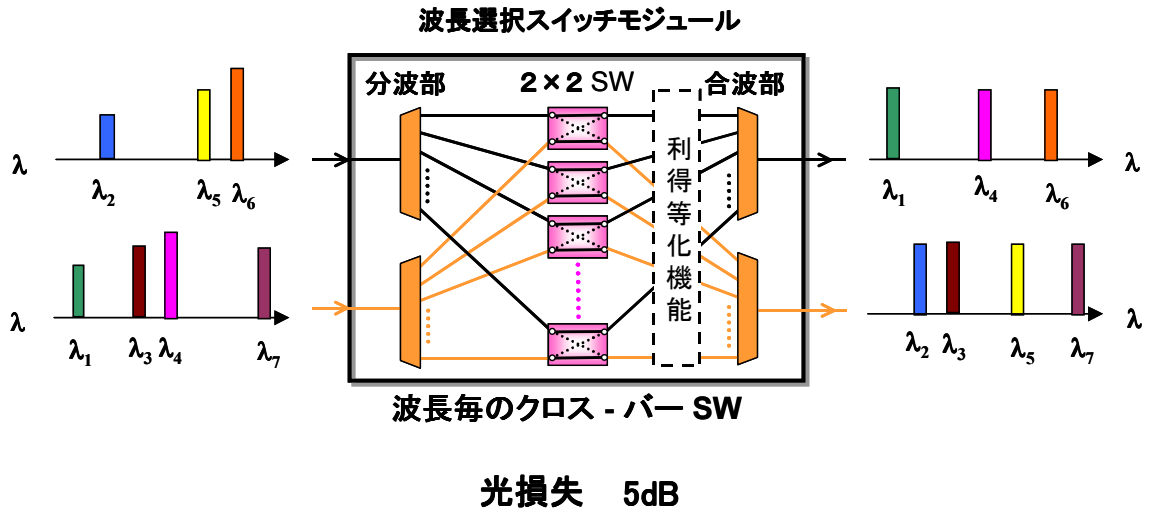 波長選択スイッチモジュール
分波部
2×2 SW
合波部
利得等化機能
λ
λ2
λ5
λ6
λ
λ1
λ3
λ4
λ7
λ1
λ4
λ6
λ
λ2
λ3
λ5
λ7
λ
波長毎のクロス - バー SW
光損失 5dB